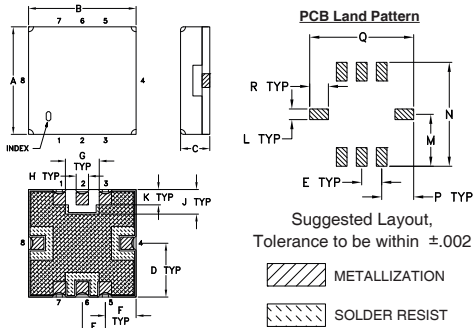 B
7 6 5
A
8
4
INDEX
1 2 3
C
PCB Land Pattern
Q
R TYP
L TYP
N
M
E TYP
P TYP
G
TYP
H TYP
1 2 3
K TYP
J TYP
8
4
D TYP
7 6 5
F
TYP
E
Suggested Layout,
Tolerance to be within ±.002
METALLIZATION
SOLDER RESIST